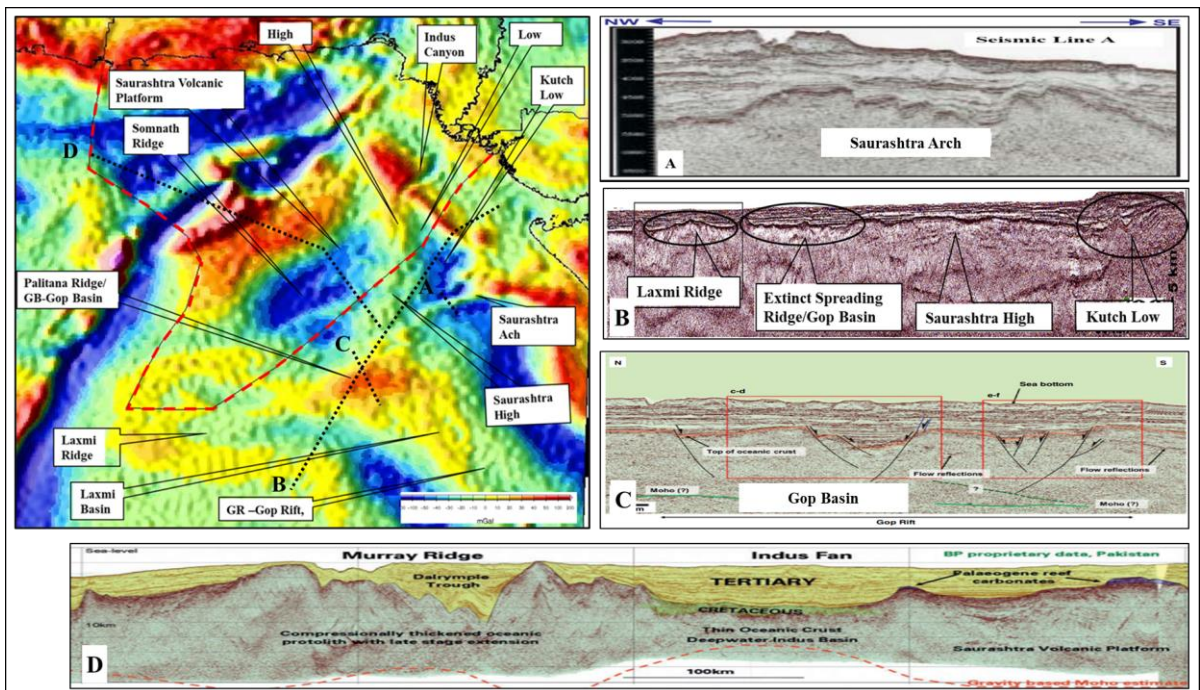 High
Indus
Canyon
Low
Saurashtra Volcanic
Platform
Kutch
Low
Somnath
Ridge
D
Palitana Ridge/
GB-Gop Basin
A
Saurashtra
Ach
C
Saurashtra
High
Laxmi
Ridge
B
Laxmi
Basin
GR –Gop Rift,
mGal
NW
SE
Seismic Line A
Saurashtra Arch
A
Laxmi Ridge
Extinct Spreading
Ridge/Gop Basin
Saurashtra High
Kutch Low
5 km
B
N
S
c-d
e-f
Sea bottom
Top of oceanic crust
Flow reflections
Flow reflections
?
Moho (?)
Gop Basin
Moho (?)
Gop Rift
C
Sea-level
Murray Ridge
Indus Fan
BP proprietary data, Pakistan
Dalrymple
Trough
TERTIARY
Palaeogene reef
carbonates
CRETACEOUS
10km
Compressionally thickened oceanic
protolith with late stage extension
Thin Oceanic Crust
Deepwater-Indus Basin
Saurashtra Volcanic Platform
D
100km
Gravity based Moho estimate